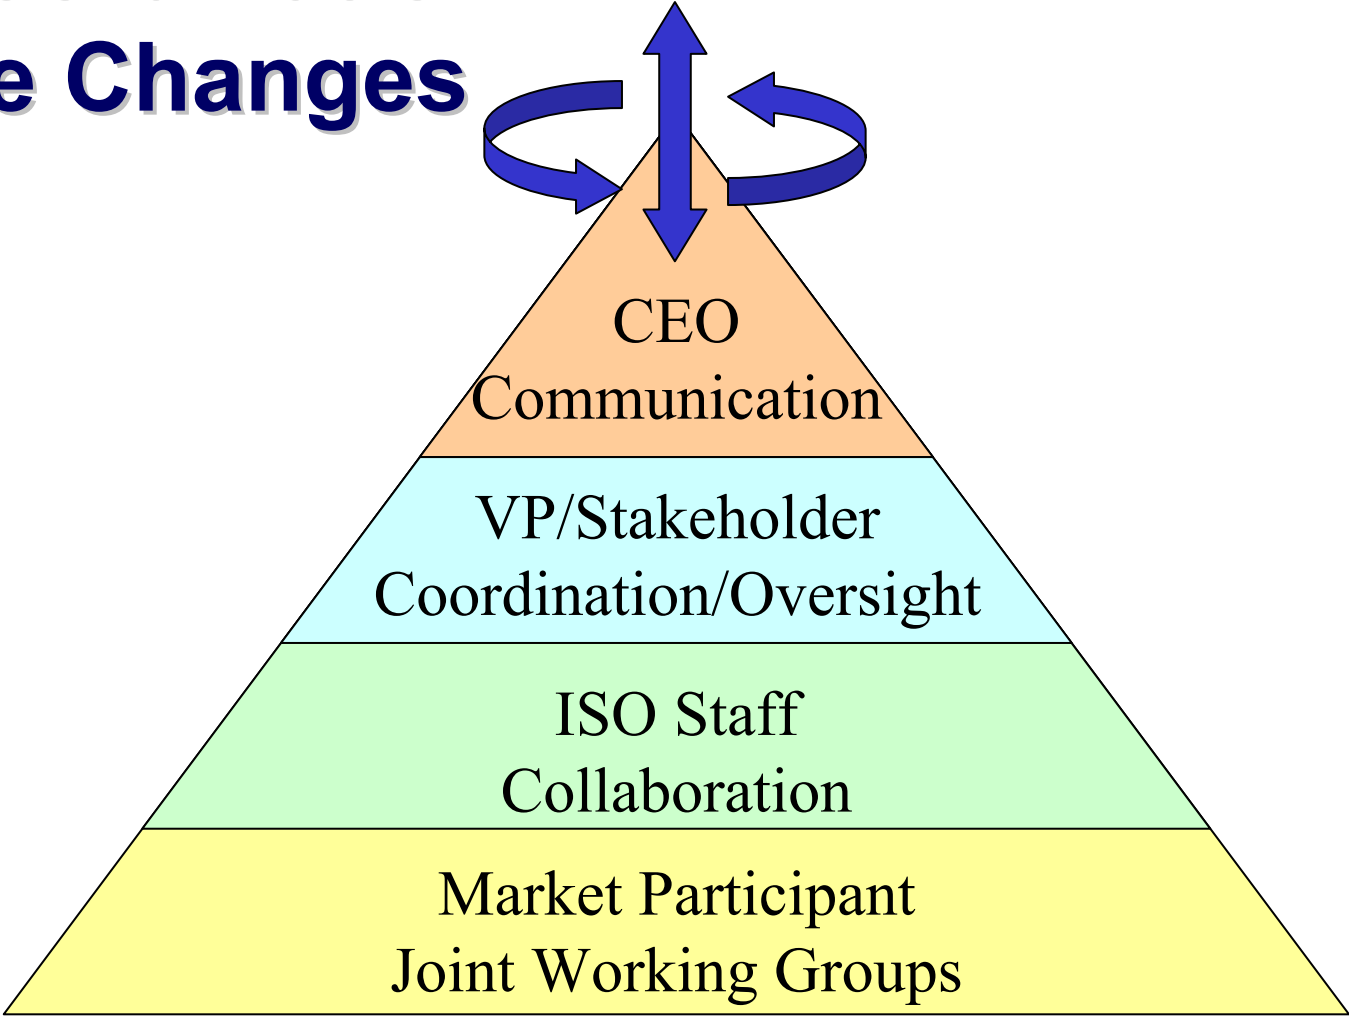 e Changes
CEO
Communication
VP/Stakeholder
Coordination/Oversight
ISO Staff
Collaboration
Market Participant
Joint Working Groups